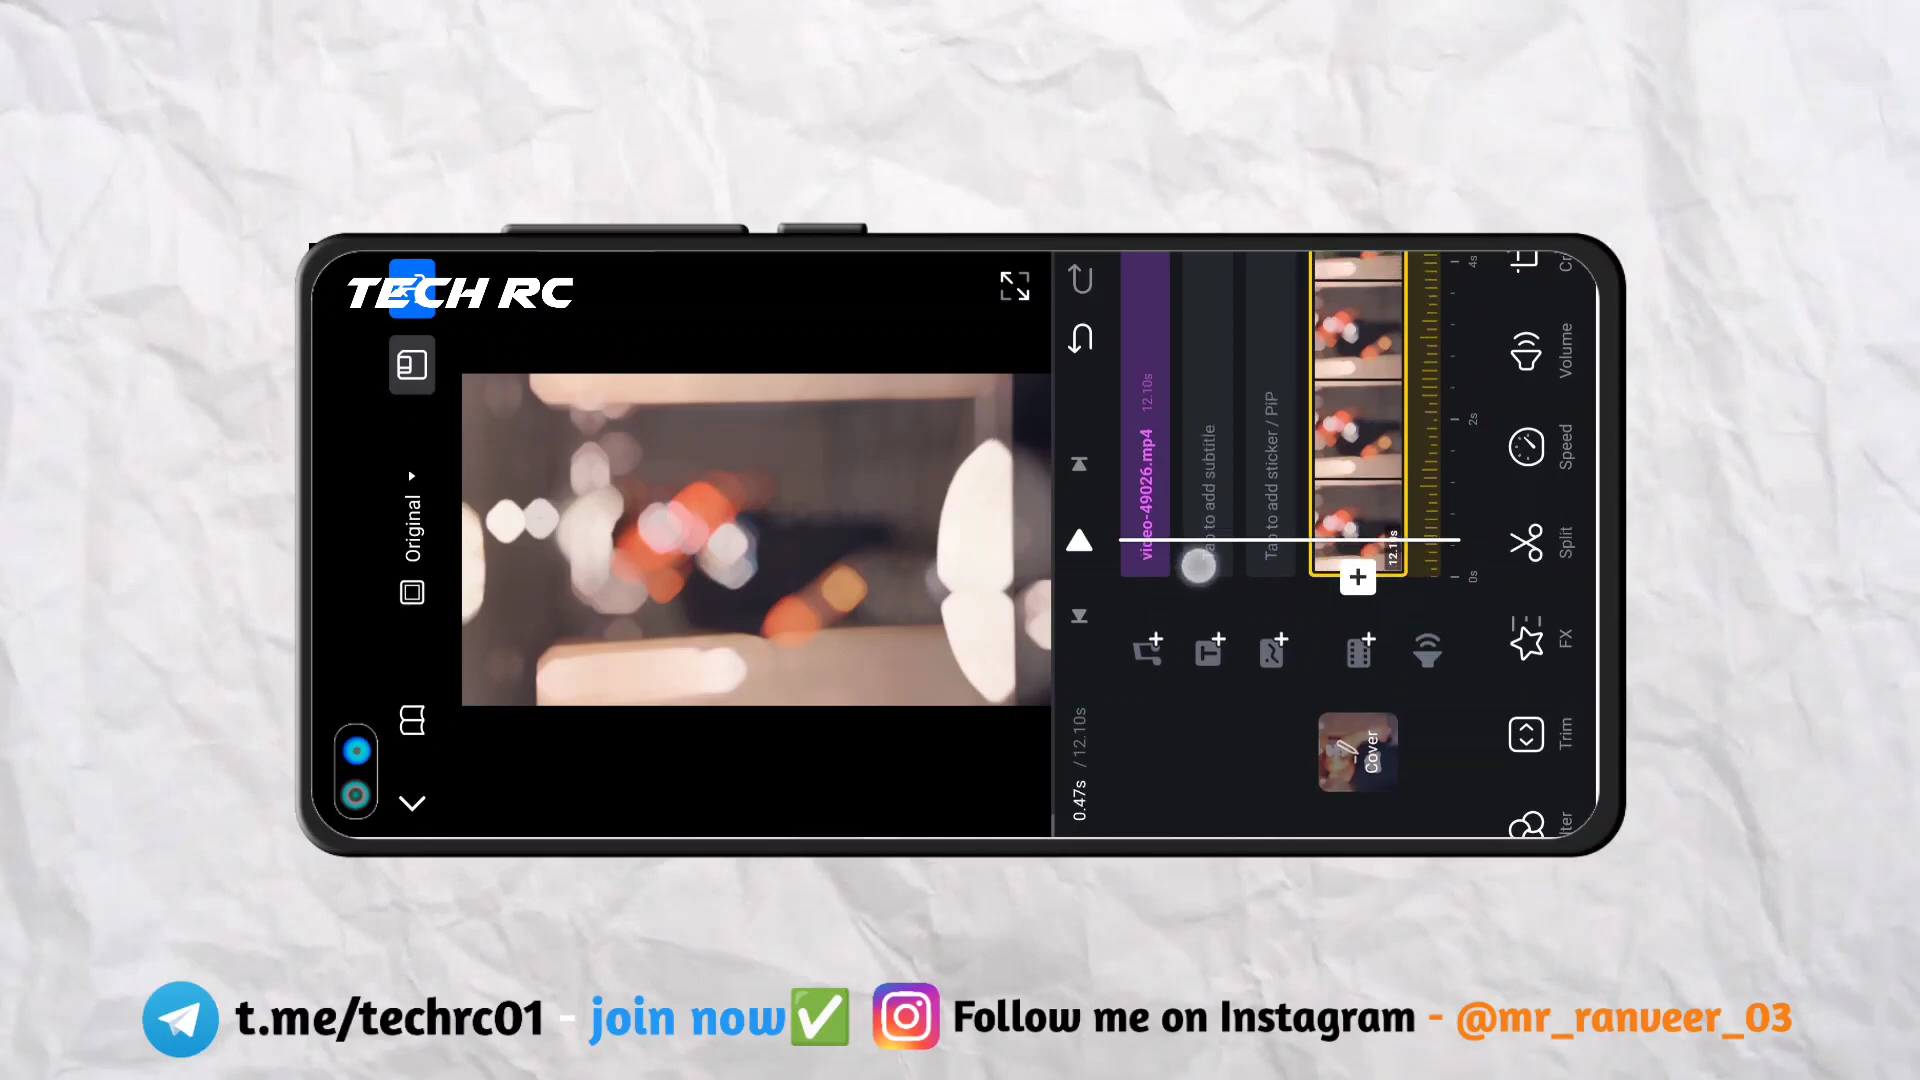 TECH RC
Original
0.47s / 12.10s
video-49026.mp4 12.10s
Tap to add subtitle
Tap to add sticker / PiP
Cover
0s
2s
4s
Trim
FX
Split
Speed
Volume
t.me/techrc01 - join now
Follow me on Instagram - @mr_ranveer_03